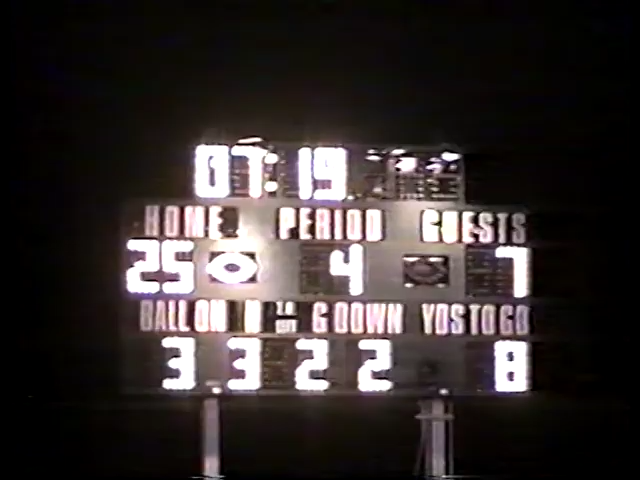 07:19
HOME PERIOD GUESTS
25 4 7
BALL ON DOWN YDS TO GO
3 3 2 2 8